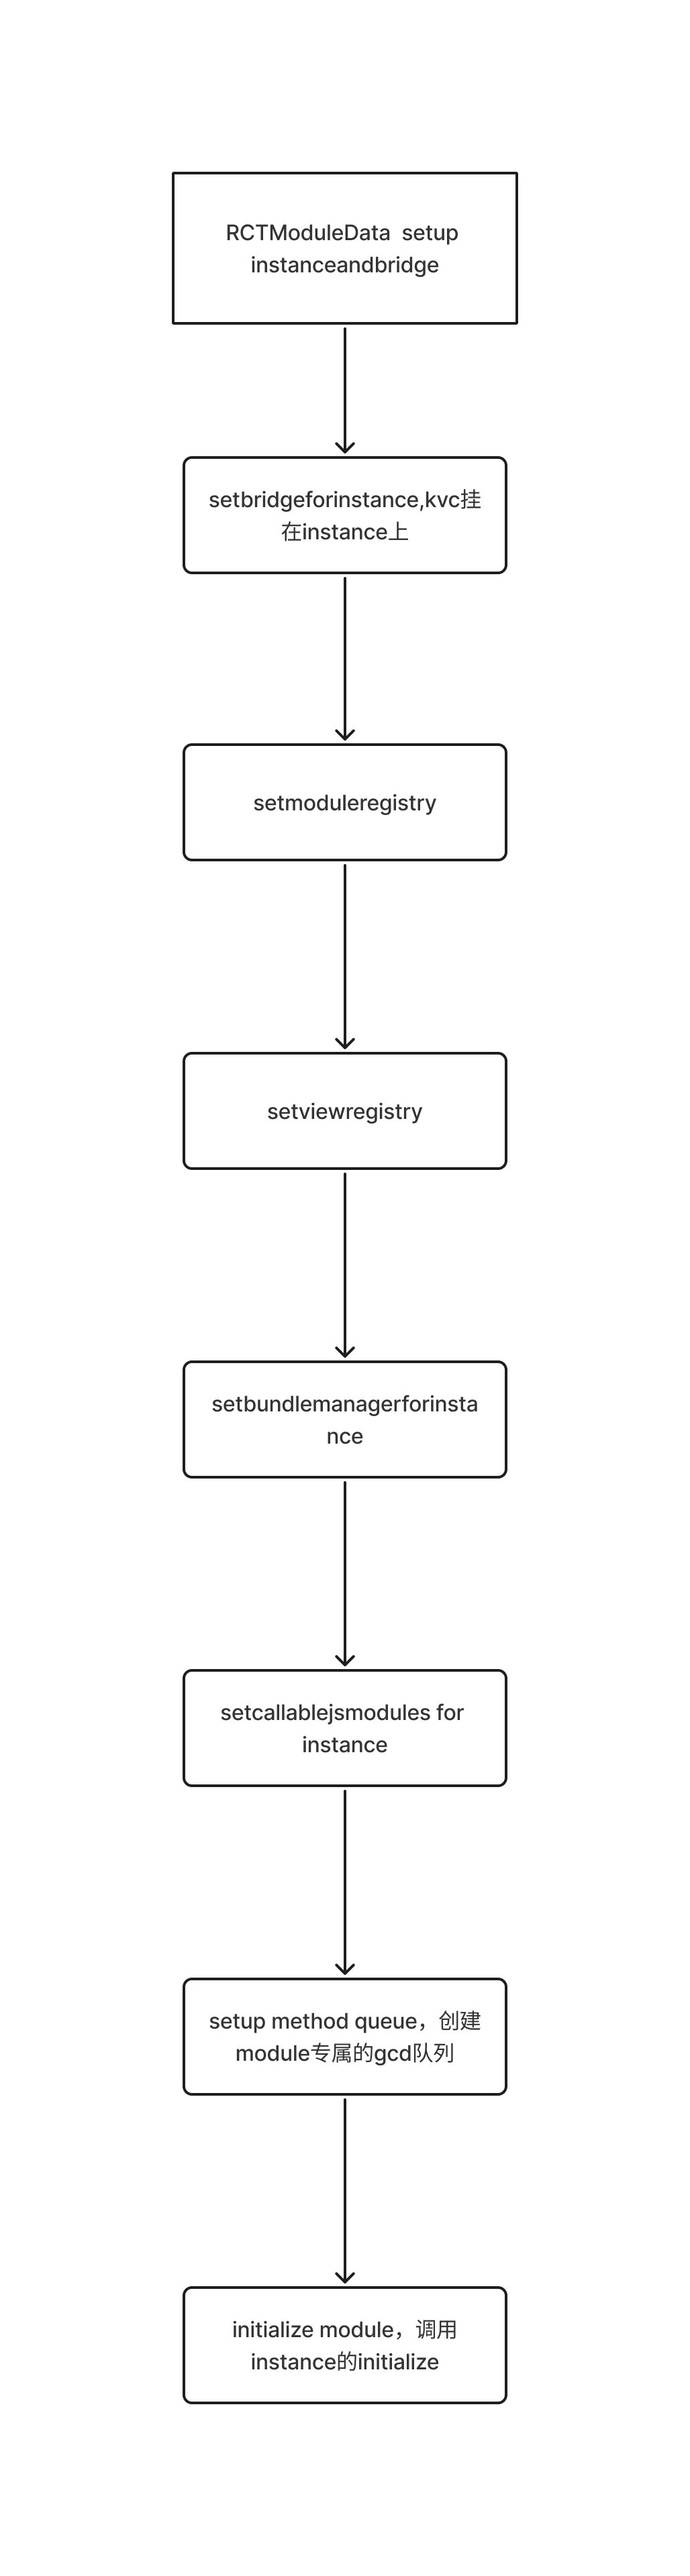 RCTModuleData  setup
instanceandbridge
setbridgeforinstance,kvc挂
在instance上
setmoduleregistry
setviewregistry
setbundlemanagerforinsta
nce
setcallablejsmodules for
instance
setup method queue，创建
module专属的gcd队列
initialize module，调用
instance的initialize